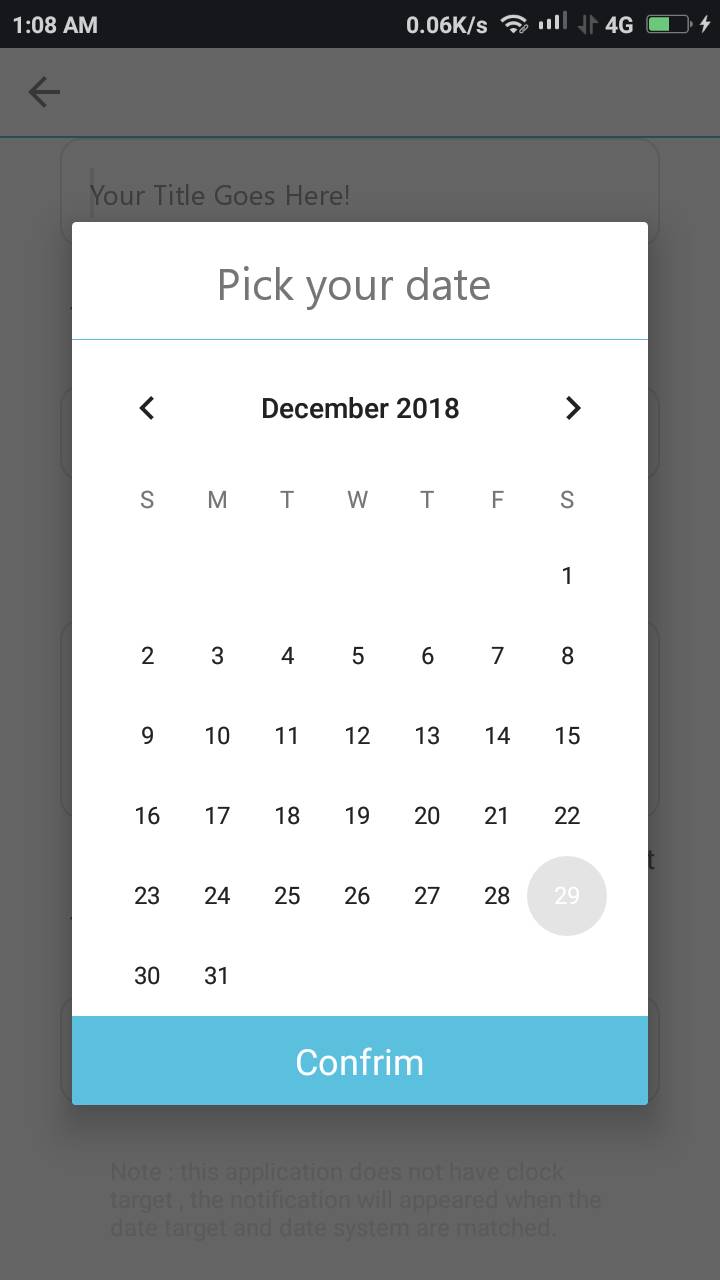 1:08 AM 0.06K/s 4G
Your Title Goes Here!
Pick your date
December 2018
S M T W T F S
1
2 3 4 5 6 7 8
9 10 11 12 13 14 15
16 17 18 19 20 21 22
t
23 24 25 26 27 28 29
30 31
Confrim
Note : this application does not have clock
target , the notification will appeared when the
date target and date system are matched.